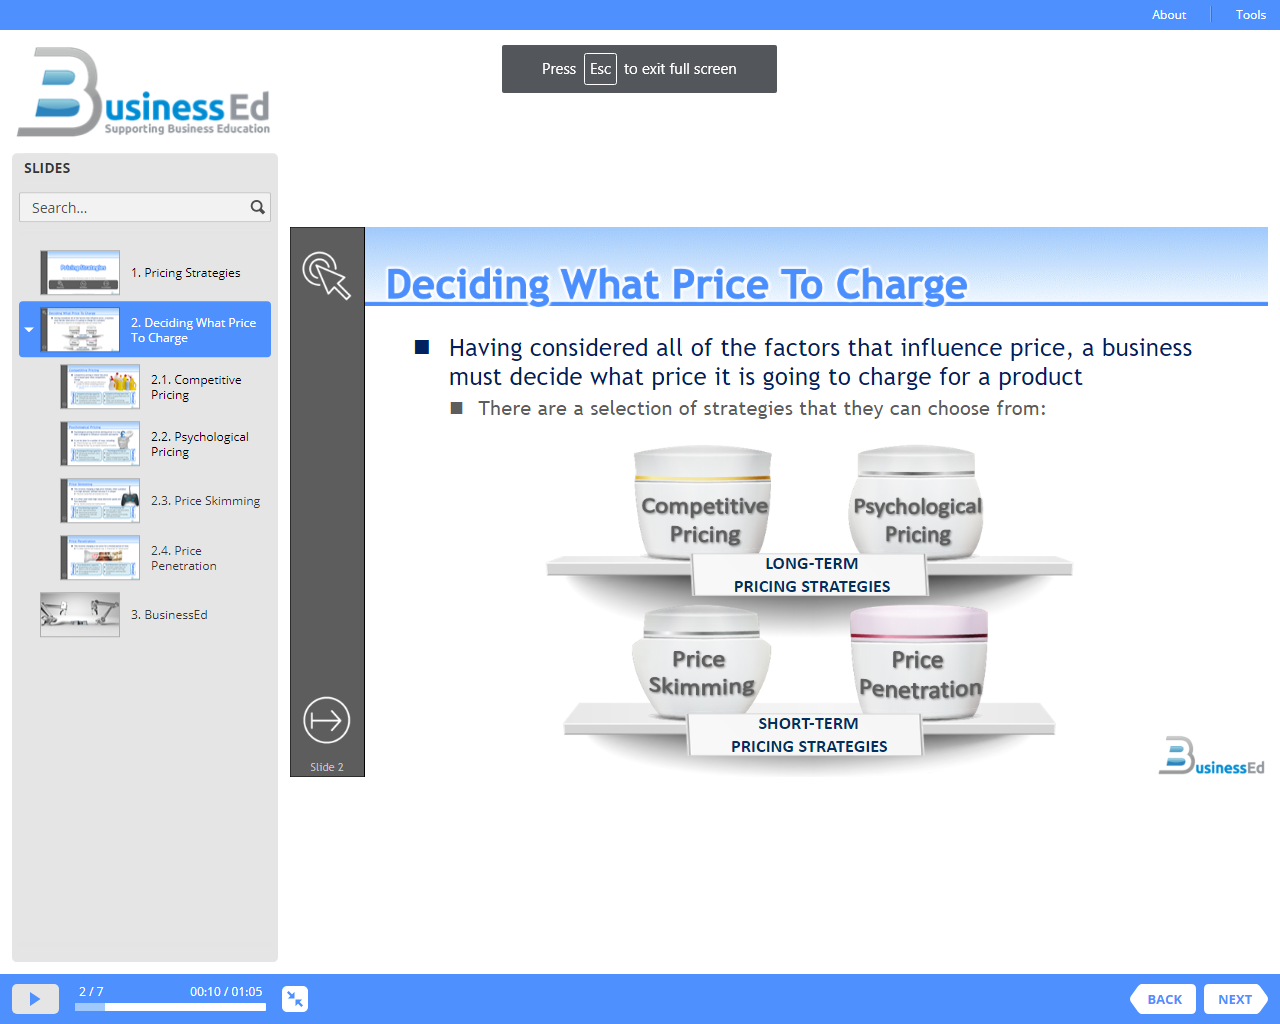 About
Tools
Press Esc to exit full screen
BusinessEd
Supporting Business Education
SLIDES
Search...
Pricing Strategies
1. Pricing Strategies
2. Deciding What Price
To Charge
2.1. Competitive
Pricing
2.2. Psychological
Pricing
2.3. Price Skimming
2.4. Price
Penetration
3. BusinessEd
Deciding What Price To Charge
Having considered all of the factors that influence price, a business
must decide what price it is going to charge for a product
There are a selection of strategies that they can choose from:
Competitive
Pricing
Psychological
Pricing
LONG-TERM
PRICING STRATEGIES
Price
Skimming
Price
Penetration
SHORT-TERM
PRICING STRATEGIES
Slide 2
BusinessEd
2 / 7
00:10 / 01:05
BACK
NEXT